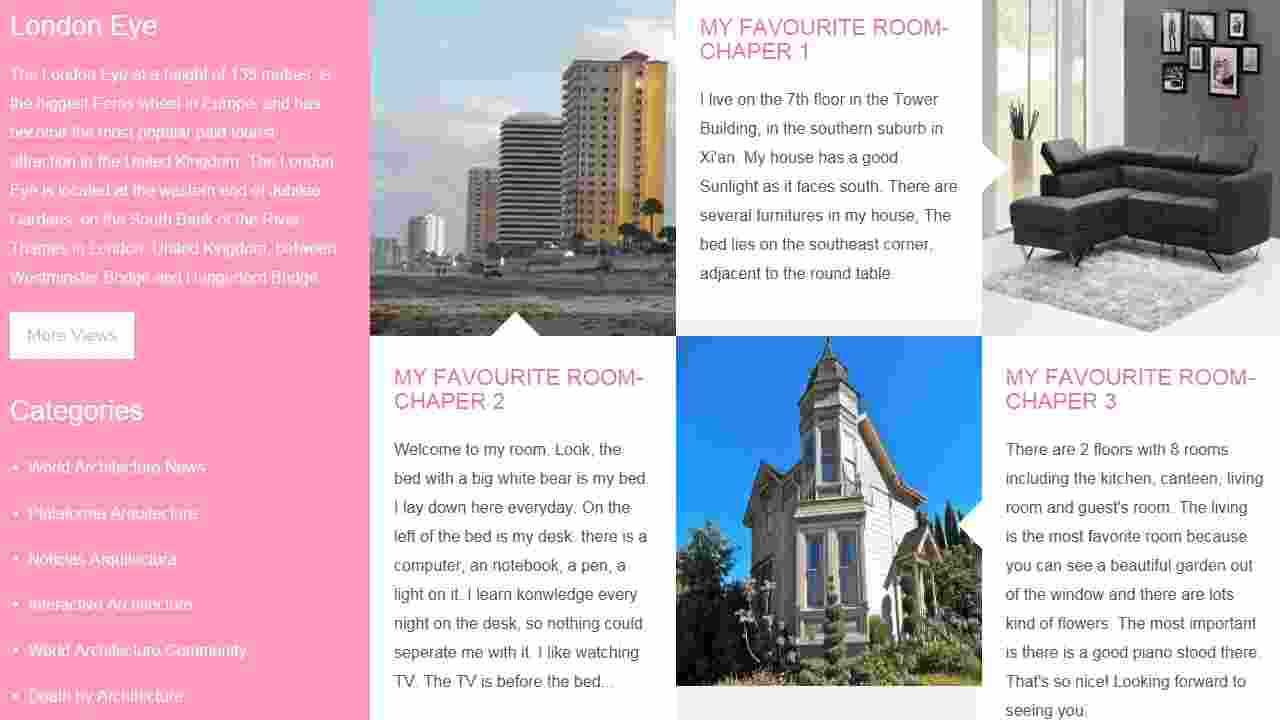 London Eye
The London Eye at a height of 135 metres is
the biggest Ferris wheel in Europe, and has
become the most popular paid tourist
attraction in the United Kingdom. The London
Eye is located at the western end of Jubilee
Gardens, on the South Bank of the River
Thames in London, United Kingdom, between
Westminster Bridge and Hungerford Bridge.
More Views
Categories
• World Architecture News
• Plataforma Arquitectura
• Noticias Arquitectura
• Interactive Architecture
• World Architecture Community
• Death by Architecture
MY FAVOURITE ROOM-
CHAPER 1
I live on the 7th floor in the Tower
Building, in the southern suburb in
Xi'an. My house has a good
Sunlight as it faces south. There are
several furnitures in my house, The
bed lies on the southeast corner,
adjacent to the round table.
MY FAVOURITE ROOM-
CHAPER 2
Welcome to my room. Look, the
bed with a big white bear is my bed.
I lay down here everyday. On the
left of the bed is my desk. there is a
computer, an notebook, a pen, a
light on it. I learn konwledge every
night on the desk, so nothing could
seperate me with it. I like watching
TV. The TV is before the bed...
MY FAVOURITE ROOM-
CHAPER 3
There are 2 floors with 8 rooms
including the kitchen, canteen, living
room and guest's room. The living
is the most favorite room because
you can see a beautiful garden out
of the window and there are lots
kind of flowers. The most important
is there is a good piano stood there.
That's so nice! Looking forward to
seeing you.